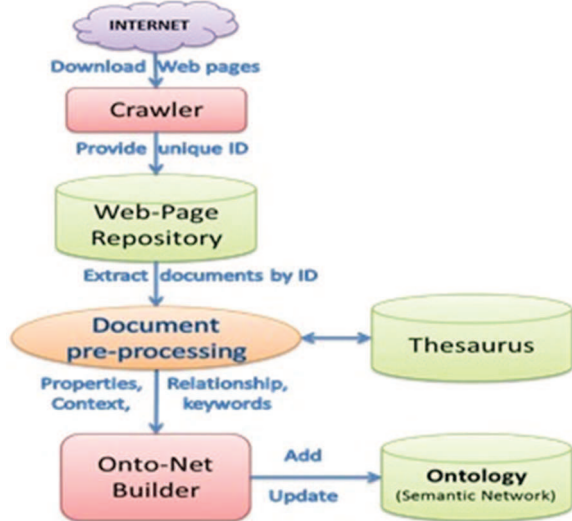 INTERNET
Download Web pages
Crawler
Provide unique ID
Web-Page
Repository
Extract documents by ID
Document
pre-processing
Thesaurus
Properties, Relationship,
Context, keywords
Onto-Net
Builder
Add
Update
Ontology
(Semantic Network)